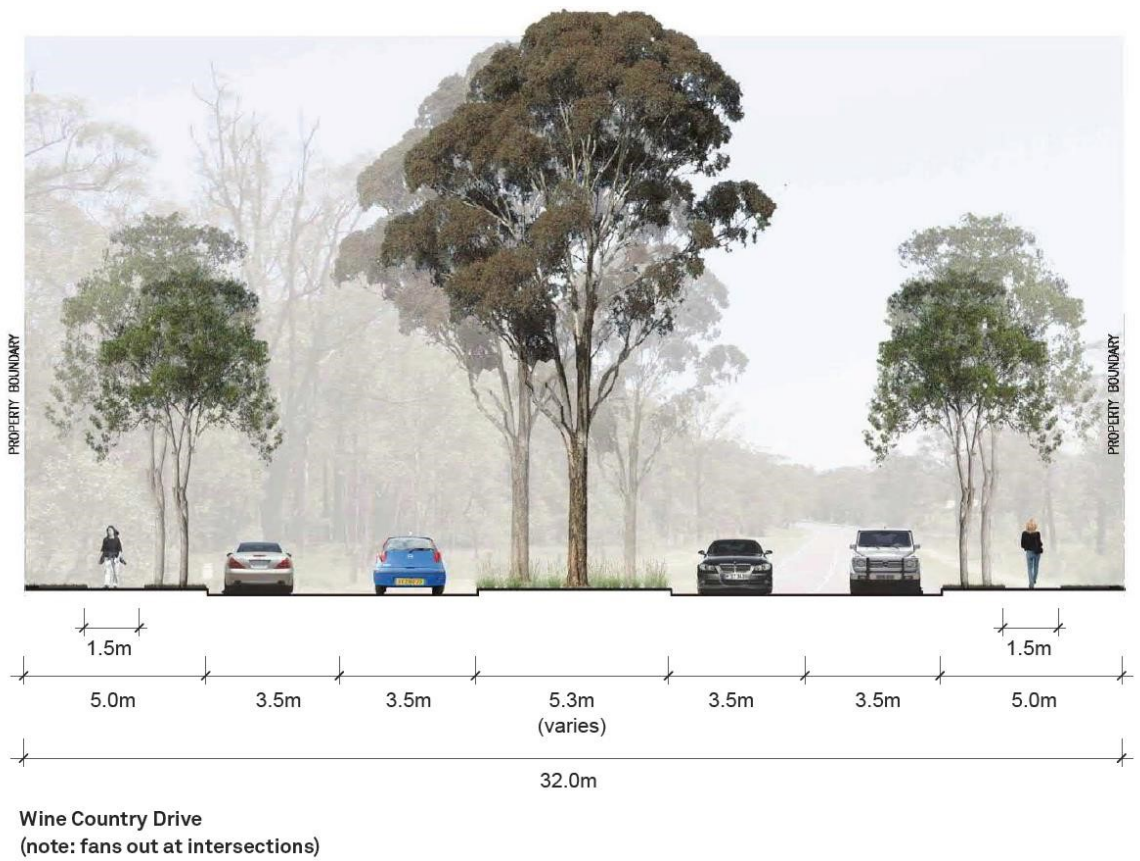 PROPERTY BOUNDARY
PROPERTY BOUNDARY
1.5m
1.5m
5.0m
3.5m
3.5m
5.3m
(varies)
3.5m
3.5m
5.0m
32.0m
Wine Country Drive
(note: fans out at intersections)